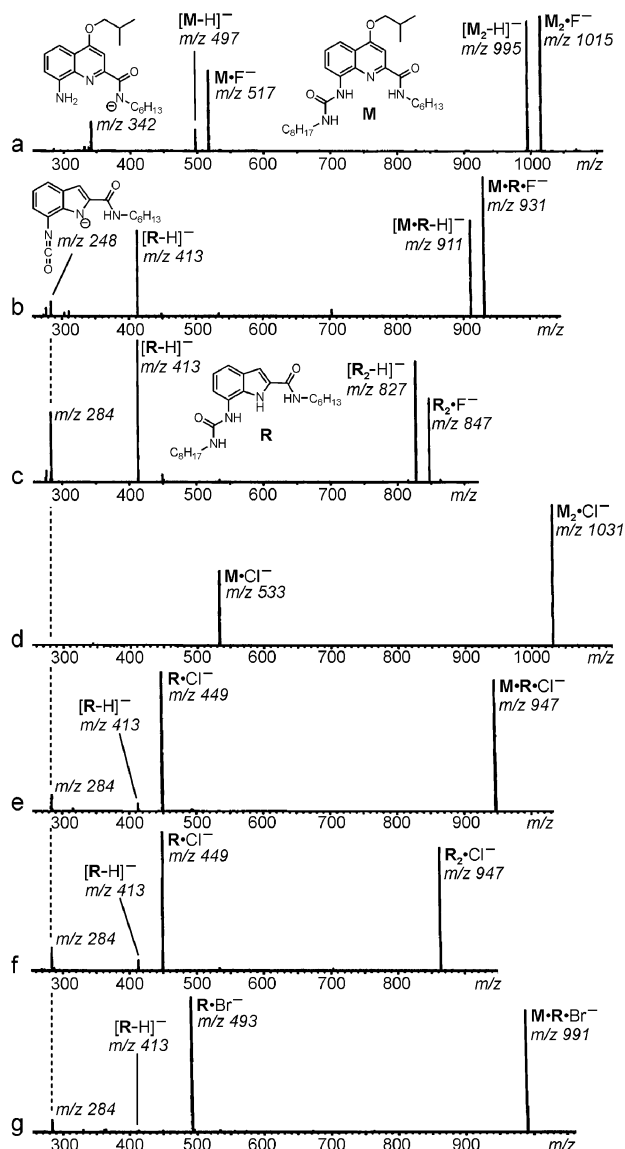 [M-H]⁻
m/z 497
M•F⁻
m/z 517
[M₂-H]⁻
m/z 995
M₂•F⁻
m/z 1015
O
N
O
NH₂
N
⊖
C₆H₁₃
m/z 342
O
N
O
NH
HN
C₆H₁₃
O
NH
C₈H₁₇
M
a
300 400 500 600 700 800 900 1000 m/z
O
HN
C₆H₁₃
N
⊖
N
C
O
m/z 248
[R-H]⁻
m/z 413
[M•R-H]⁻
m/z 911
M•R•F⁻
m/z 931
b
300 400 500 600 700 800 900 m/z
[R-H]⁻
m/z 413
m/z 284
O
HN
C₆H₁₃
N
H
O
NH
NH
C₈H₁₇
R
[R₂-H]⁻
m/z 827
R₂•F⁻
m/z 847
c
300 400 500 600 700 800 m/z
M•Cl⁻
m/z 533
M₂•Cl⁻
m/z 1031
d
300 400 500 600 700 800 900 1000 m/z
m/z 284
[R-H]⁻
m/z 413
R•Cl⁻
m/z 449
M•R•Cl⁻
m/z 947
e
300 400 500 600 700 800 900 m/z
m/z 284
[R-H]⁻
m/z 413
R•Cl⁻
m/z 449
R₂•Cl⁻
m/z 947
f
300 400 500 600 700 800 m/z
m/z 284
[R-H]⁻
m/z 413
R•Br⁻
m/z 493
M•R•Br⁻
m/z 991
g
300 400 500 600 700 800 900 1000 m/z